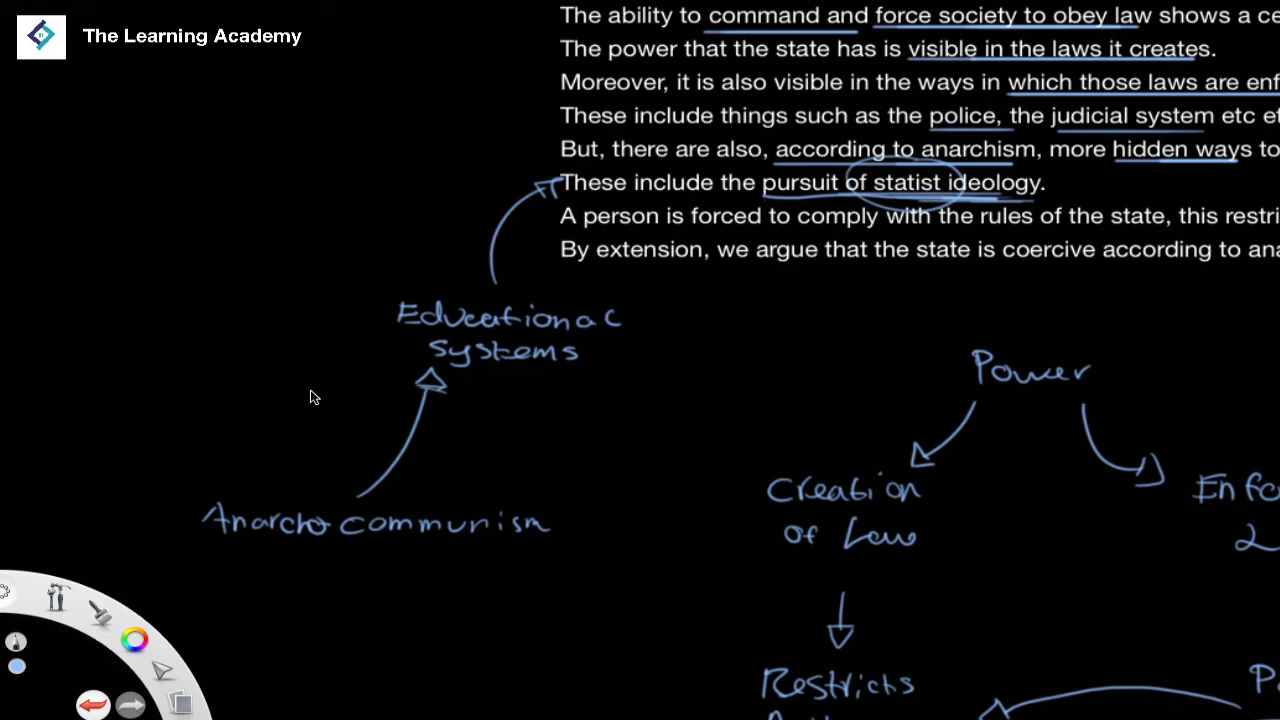 The Learning Academy
The ability to command and force society to obey law shows a
The power that the state has is visible in the laws it creates.
Moreover, it is also visible in the ways in which those laws are
These include things such as the police, the judicial system etc
But, there are also, according to anarchism, more hidden ways to
These include the pursuit of statist ideology.
A person is forced to comply with the rules of the state, this
By extension, we argue that the state is coercive according to
Educational
Systems
Power
Anarcho communism
Creation
of Law
Restricts